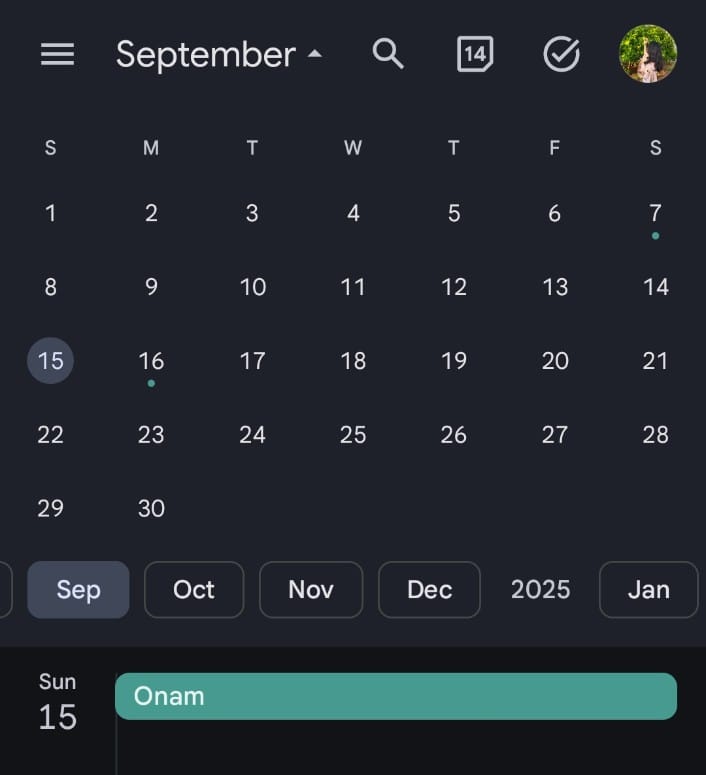 September 14
S M T W T F S
1 2 3 4 5 6 7
8 9 10 11 12 13 14
15 16 17 18 19 20 21
22 23 24 25 26 27 28
29 30
Sep Oct Nov Dec 2025 Jan
Sun
15
Onam